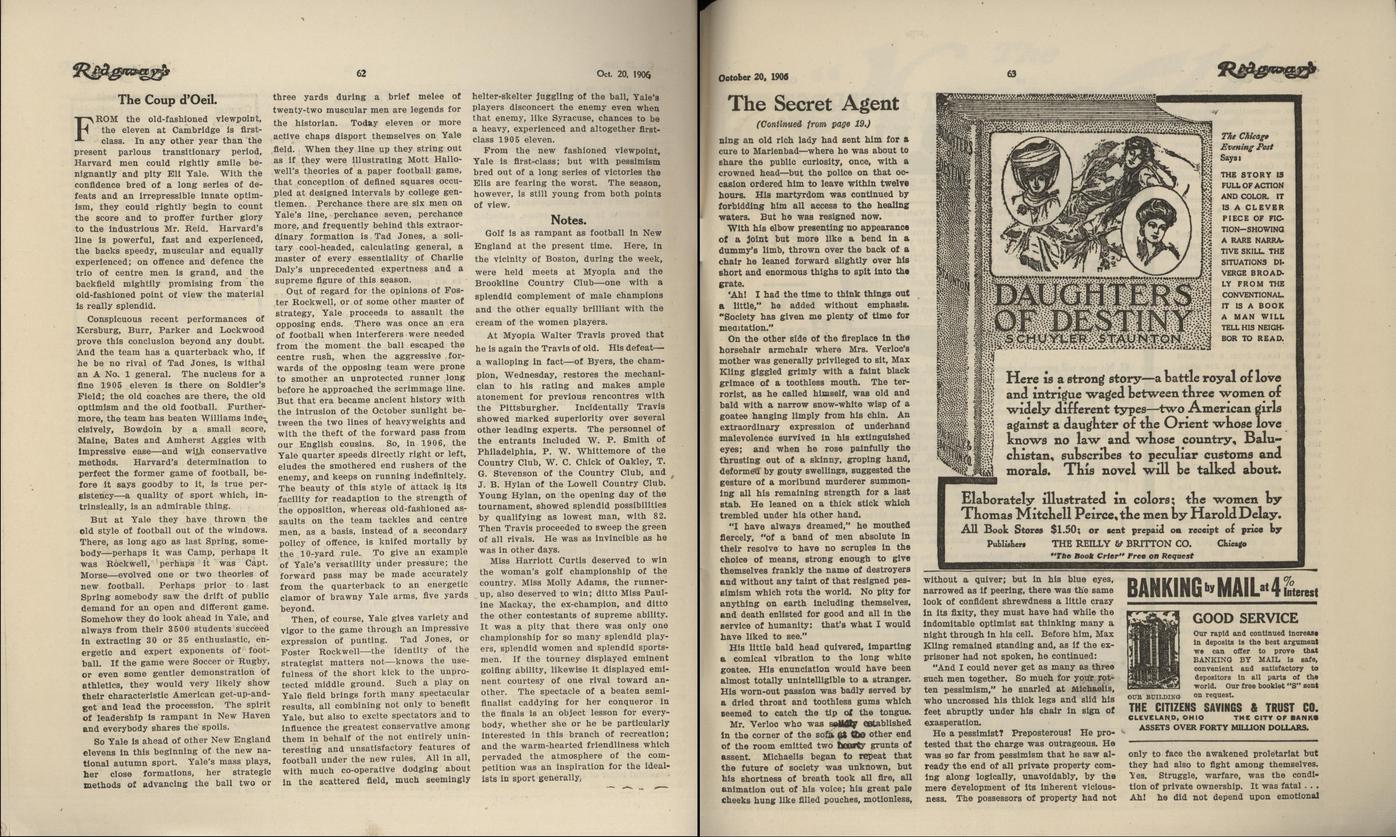 Ridgway's
62
Oct. 20, 1906
The Coup d'Oeil.
FROM the old-fashioned viewpoint,
the eleven at Cambridge is first-
class. In any other year than the
present parlous transitional period,
Harvard men could rightly smile be-
nignantly and pity Eli Yale. With the
confidence bred of a long series of de-
feats and an irrepressible innate optim-
ism, they could rightly begin to count
the score and to proffer further glory
to the industrious Mr. Reid. Harvard's
line is powerful, fast and experienced,
the backs speedy, muscular and equally
experienced; on offence and defence the
trio of centre men is grand, and the
backfield mightily promising from the
old-fashioned point of view the material
is really splendid.
Conspicuous recent performances of
Kersburg, Burr, Parker and Lockwood
prove this conclusion beyond any doubt.
And the team has a quarterback who, if
he be no rival of Tad Jones, is withal
an A No. 1 general. The nucleus for a
fine 1905 eleven is on Soldier's
Field; the old coaches are there, the old
optimism and the old football. Further-
more, the team has beaten Williams inde-
cisively, Bowdoin by a small score,
Maine, Bates and Amherst Aggies with
impressive ease—and with conservative
methods. Harvard's determination to
perfect the former game of football, be-
fore it says goodby to it, is true per-
sistency—a quality of sport which, in-
trinsically, is an admirable thing.
But at Yale they have thrown the
old style of football out of the windows.
There, as long ago as last Spring, some-
body—perhaps it was Camp, perhaps it
was Rockwell, perhaps it was Capt.
Morse—evolved one or two theories of
new football. Perhaps prior to last
Spring somebody saw the drift of public
demand for an open and different game.
Somehow they do look ahead in Yale, and
always from their 3500 students succeed
in extracting 30 or 35 enthusiastic, en-
ergetic and expert exponents of foot-
ball. If the game were Soccer or Rugby,
or even some gentler demonstration of
athletics, they would very likely show
their characteristic American get-up-and-
get and lead the procession. The spirit
of leadership is rampant in New Haven
and everybody shares the spoils.
So Yale is ahead of other New England
elevens in this beginning of the new na-
tional autumn sport. Yale's mass plays,
her close formations, her strategic
methods of advancing the ball two or
three yards during a brief melee of
twenty-two muscular men are legends for
the historian. Today eleven or more
active chaps disport themselves on Yale
field. When they line up they string out
as if they were illustrating Mott Hallo-
well's theories of a paper football game,
that conception of defined squares occu-
pied at designed intervals by college gen-
tlemen. Perchance there are six men on
Yale's line, perchance seven, perchance
more, and frequently behind this extraor-
dinary formation is Tad Jones, a soli-
tary cool-headed, calculating general, a
master of every essentiality of Charlie
Daly's unprecedented expertness and a
supreme figure of this season.
Out of regard for the opinions of Fos-
ter Rockwell, or of some other master of
strategy, Yale proceeds to assault the
opposing ends. There was once an era
of football when interferers were needed
from the moment the ball escaped the
centre rush, when the aggressive for-
wards of the opposing team were prone
to smother an unprotected runner long
before he approached the scrimmage line.
But that era became ancient history with
the intrusion of the October sunlight be-
tween the two lines of heavyweights and
with the theft of the forward pass from
our English cousins. So, in 1906, the
Yale quarter speeds directly right or left,
eludes the smothered end rushers of the
enemy, and keeps on running indefinitely.
The beauty of this style of attack is its
facility for readaption to the strength of
the opposition, whereas old-fashioned as-
saults on the team tackles and centre
men, as a basis, instead of a secondary
policy of offence, is knifed mortally by
the 10-yard rule. To give an example
of Yale's versatility under pressure; the
forward pass may be made accurately
from the quarterback to an energetic
clamor of brawny Yale arms, five yards
beyond.
Then, of course, Yale gives variety and
vigor to the game through an impressive
expression of punting. Tad Jones, or
Foster Rockwell—the identity of the
strategist matters not—knows the use-
fulness of the short kick to the unpro-
tected middle ground. Such a play on
Yale field brings forth many spectacular
results, all combining not only to benefit
Yale, but also to excite spectators and to
influence the greatest conservative among
them in behalf of the not entirely unin-
teresting and unsatisfactory features of
football under the new rules. All in all,
with much co-operative dodging about
in the scattered field, much seemingly
helter-skelter juggling of the ball, Yale's
players disconcert the enemy even when
that enemy, like Syracuse, chances to be
a heavy, experienced and altogether first-
class 1905 eleven.
From the new fashioned viewpoint,
Yale is first-class; but with pessimism
bred out of a long series of victories the
Elis are fearing the worst. The season,
however, is still young from both points
of view.
Notes.
Golf is as rampant as football in New
England at the present time. Here, in
the vicinity of Boston, during the week,
were held meets at Myopia and the
Brookline Country Club—one with a
splendid complement of male champions
and the other equally brilliant with the
cream of the women players.
At Myopia Walter Travis proved that
he is again the Travis of old. His defeat—
a walloping in fact—of Byers, the cham-
pion, Wednesday, restores the mechani-
cian to his rating and makes ample
atonement for previous rencontres with
the Pittsburgher. Incidentally Travis
showed marked superiority over several
other leading experts. The personnel of
the entrants included W. P. Smith of
Philadelphia, P. W. Whittemore of the
Country Club, W. C. Chick of Oakley, T.
G. Stevenson of the Country Club, and
J. B. Hylan of the Lowell Country Club.
Young Hylan, on the opening day of the
tournament, showed splendid possibilities
by qualifying as lowest man, with 82.
Then Travis proceeded to sweep the green
of all rivals. He was as invincible as he
was in other days.
Miss Harriott Curtis deserved to win
the woman's golf championship of the
country. Miss Molly Adams, the runner-
up, also deserved to win; ditto Miss Paul-
ine Mackay, the ex-champion, and ditto
the other contestants of supreme ability.
It was a pity that there was only one
championship for so many splendid play-
ers, splendid women and splendid sports-
men. If the tourney displayed eminent
golfing ability, likewise it displayed emi-
nent courtesy of one rival toward an-
other. The spectacle of a beaten semi-
finalist caddying for her conqueror in
the finals is an object lesson for every-
body, whether she or he be particularly
interested in this branch of recreation;
and the warm-hearted friendliness which
pervaded the atmosphere of the com-
petition was an inspiration for the ideal-
ists in sport generally,
October 20, 1906
63
Ridgway's
The Secret Agent
(Continued from page 19.)
ning an old rich lady had sent him for a
cure to Marienbad—where he was about to
share the public curiosity, once, with a
crowned head—but the police on that oc-
casion ordered him to leave within twelve
hours. His martyrdom was continued by
forbidding him all access to the healing
waters. But he was resigned now.
With his elbow presenting no appearance
of a joint but more like a bend in a
dummy's limb, thrown over the back of a
chair he leaned forward slightly over his
short and enormous thighs to spit into the
grate.
"Ah! I had the time to think things out
a little," he added without emphasis.
"Society has given me plenty of time for
meditation."
On the other side of the fireplace in the
horsehair armchair where Mrs. Verloc's
mother was generally privileged to sit, Max
Kling giggled grimly with a faint black
grimace of a toothless mouth. The ter-
rorist, as he called himself, was old and
bald with a narrow snow-white wisp of a
goatee hanging limply from his chin. An
extraordinary expression of underhand
malevolence survived in his extinguished
eyes; and when he rose painfully the
thrusting out of a skinny, groping hand,
deformed by gouty swellings, suggested the
gesture of a moribund murderer summon-
ing all his remaining strength for a last
stab. He leaned on a thick stick which
trembled under his other hand.
"I have always dreamed," he mouthed
fiercely, "of a band of men absolute in
their resolve to have no scruples in the
choice of means, strong enough to give
themselves frankly the name of destroyers
and without any taint of that resigned pes-
simism which rots the world. No pity for
anything on earth including themselves,
and death enlisted for good and all in the
service of humanity: that's what I would
have liked to see."
His little bald head quivered, imparting
a comical vibration to the long white
goatee. His enunciation would have been
almost totally unintelligible to a stranger.
His worn-out passion was badly served by
a dried throat and toothless gums which
seemed to catch the tip of the tongue.
Mr. Verloc who was solidly established
in the corner of the sofa at the other end
of the room emitted two hearty grunts of
assent. Michaelis began to repeat that
the future of society was unknown, but
his shortness of breath took all fire, all
animation out of his voice; his great pale
cheeks hung like filled pouches, motionless,
DAUGHTERS
OF DESTINY
SCHUYLER STAUNTON
The Chicago
Evening Post
Says:
THE STORY IS
FULL OF ACTION
AND COLOR. IT
IS A CLEVER
PIECE OF FIC-
TION—SHOWING
A RARE NARRA-
TIVE SKILL. THE
SITUATIONS DI-
VERGE BROAD-
LY FROM THE
CONVENTIONAL.
IT IS A BOOK
A MAN WILL
TELL HIS NEIGH-
BOR TO READ.
Here is a strong story—a battle royal of love
and intrigue waged between three women of
widely different types—two American girls
against a daughter of the Orient whose love
knows no law and whose country, Balu-
chistan, subscribes to peculiar customs and
morals. This novel will be talked about.
Elaborately illustrated in colors; the women by
Thomas Mitchell Peirce, the men by Harold Delay.
All Book Stores $1.50; or sent prepaid on receipt of price by
Publishers THE REILLY & BRITTON CO. Chicago
"The Book Crier" Free on Request
without a quiver; but in his blue eyes,
narrowed as if peering, there was the same
look of confident shrewdness a little crazy
in its fixity, they must have had while the
indomitable optimist sat thinking many a
night through in his cell. Before him, Max
Kling remained standing and, as if the ex-
prisoner had not spoken, he continued:
"And I could never get as many as three
such men together. So much for your rot-
ten pessimism," he snarled at Michaelis,
who uncrossed his thick legs and slid his
feet abruptly under his chair in sign of
exasperation.
He a pessimist? Preposterous! He pro-
tested that the charge was outrageous. He
was so far from pessimism that he saw al-
ready the end of all private property com-
ing along logically, unavoidably, by the
mere development of its inherent vicious-
ness. The possessors of property had not
BANKING by MAIL at 4% Interest
GOOD SERVICE
Our rapid and continued increase
in deposits is the best argument
we can offer to prove that
BANKING BY MAIL is safe,
convenient and satisfactory to
depositors in all parts of the
world. Our free booklet "S" sent
on request.
OUR BUILDING
THE CITIZENS SAVINGS & TRUST CO.
CLEVELAND, OHIO THE CITY OF BANKS
ASSETS OVER FORTY MILLION DOLLARS.
only to face the awakened proletariat but
they had also to fight among themselves.
Yes. Struggle, warfare, was the condi-
tion of private ownership. It was fatal . . .
Ah! he did not depend upon emotional